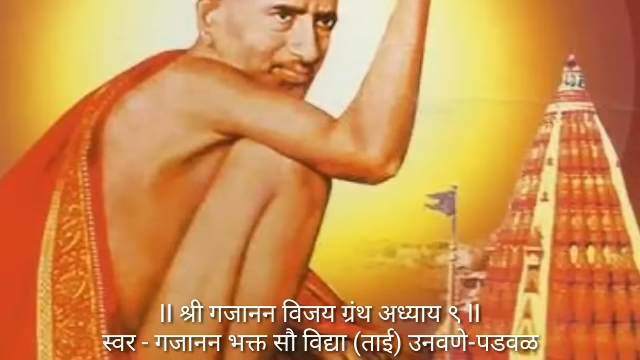 ॥ श्री गजानन विजय ग्रंथ अध्याय ९ ॥
स्वर - गजानन भक्त सौ विद्या (ताई) उनवणे-पडवळ